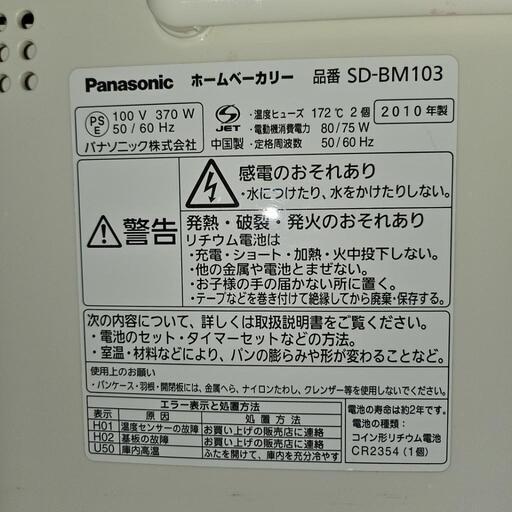 Panasonic ホームベーカリー 品番 SD-BM103
PS E 100 V 370 W
50 / 60 Hz
パナソニック株式会社
S JET
・温度ヒューズ 172℃ 2個
2010年製
・電動機消費電力 80/75 W
中国製 ・定格周波数 50/60 Hz
警告
感電のおそれあり
・水につけたり、水をかけたりしない。
発熱・破裂・発火のおそれあり
リチウム電池は
・充電・ショート・加熱・火中投下しない。
・他の金属や電池とまぜない。
・お子様の手の届かない所に置く。
・テープなどを巻き付けて絶縁してから廃棄・保存する。
次の内容について、詳しくは取扱説明書をご覧ください。
・電池のセット・タイマーセットなどの方法
・室温・材料などにより、パンの膨らみや形が変わることなど。
使用上のお願い
・パンケース・羽根・開閉板には、金属へら、ナイロンたわし、クレンザー等を使用しないでください。
エラー表示と処置方法
表示 原因 処置
H01 温度センサーの故障 お買い上げの販売店に連絡
H02 基板の故障 お買い上げの販売店に連絡
U50 庫内高温 ふたを開けて、庫内を充分冷やす
電池の寿命は約2年です。
電池の種類：
コイン形リチウム電池
CR2354 (1個)